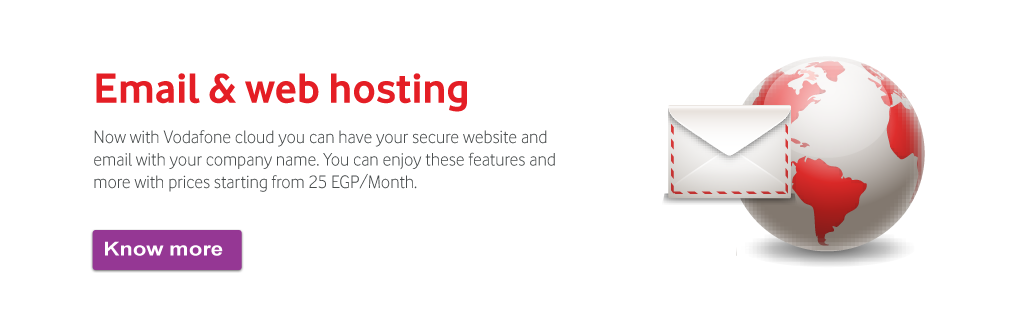 Email & web hosting
Now with Vodafone cloud you can have your secure website and
email with your company name. You can enjoy these features and
more with prices starting from 25 EGP/Month.
Know more